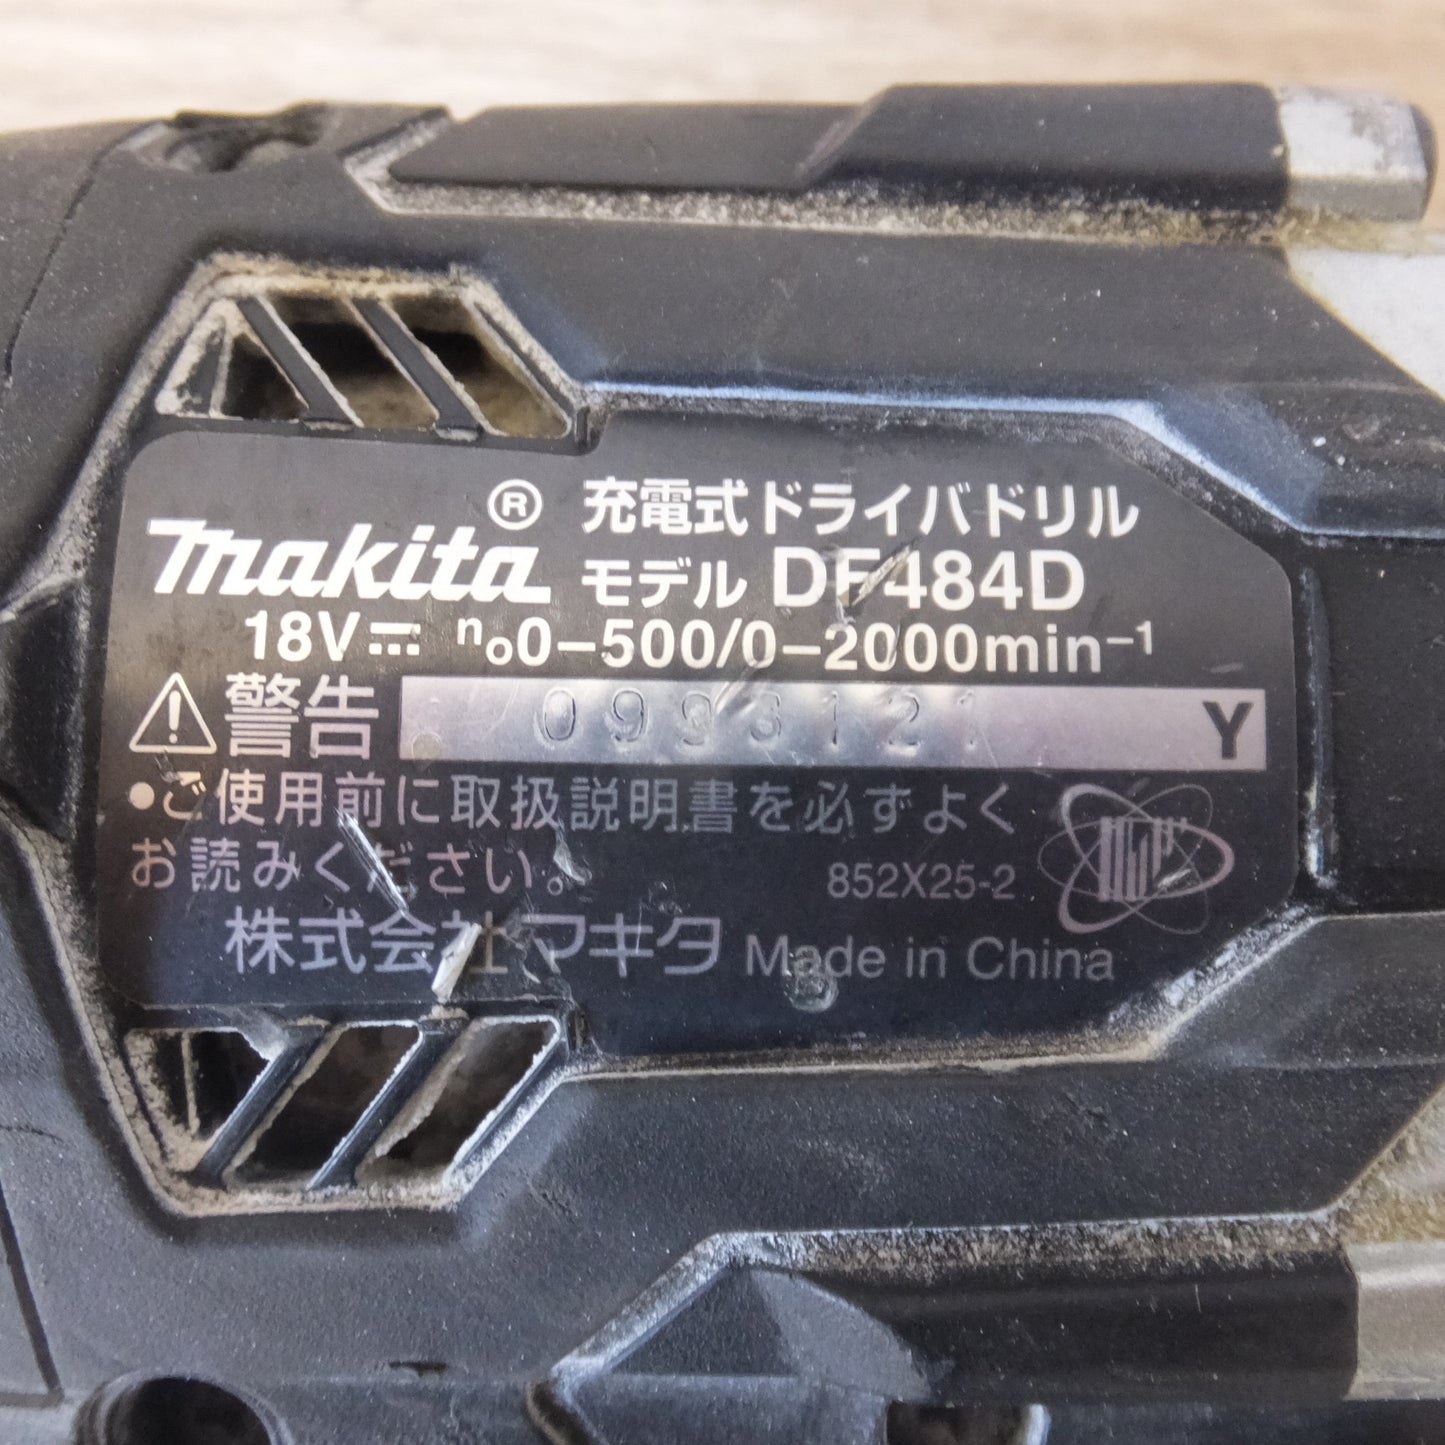 makita® 充電式ドライバドリル
モデル DF484D
18V⎓ n₀0-500/0-2000min⁻¹
⚠警告 0993121 Y
●ご使用前に取扱説明書を必ずよく
お読みください。
852X25-2
株式会社マキタ Made in China